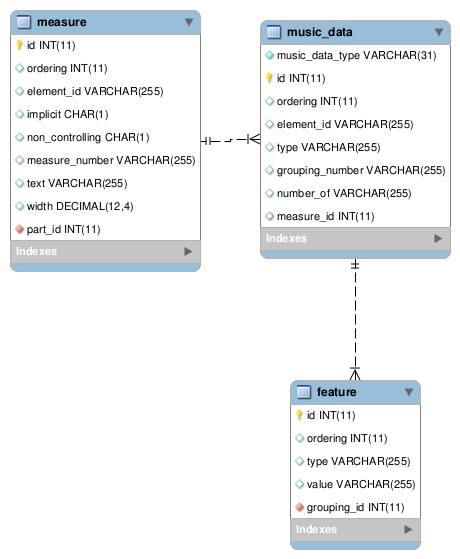 measure
id INT(11)
ordering INT(11)
element_id VARCHAR(255)
implicit CHAR(1)
non_controlling CHAR(1)
measure_number VARCHAR(255)
text VARCHAR(255)
width DECIMAL(12,4)
part_id INT(11)
Indexes
music_data
music_data_type VARCHAR(31)
id INT(11)
ordering INT(11)
element_id VARCHAR(255)
type VARCHAR(255)
grouping_number VARCHAR(255)
number_of VARCHAR(255)
measure_id INT(11)
Indexes
feature
id INT(11)
ordering INT(11)
type VARCHAR(255)
value VARCHAR(255)
grouping_id INT(11)
Indexes